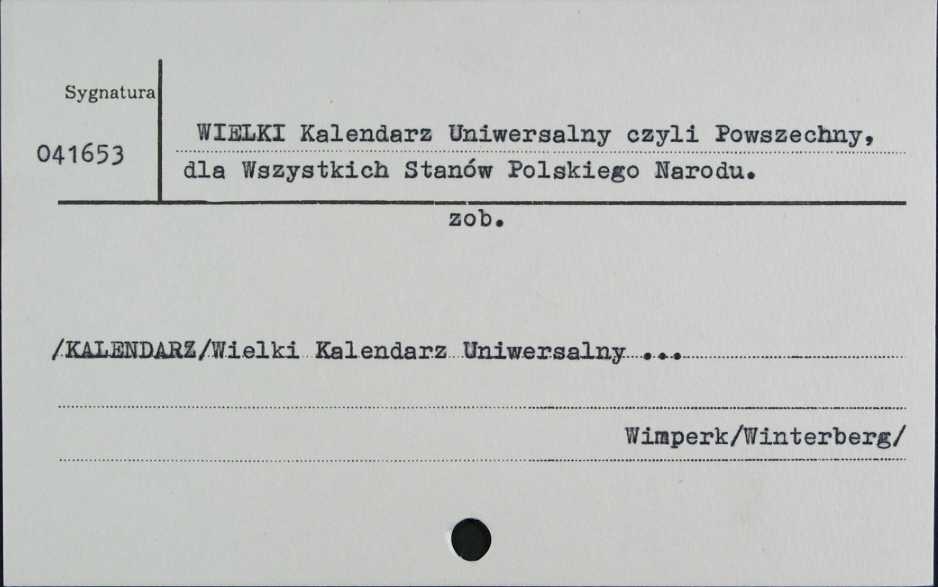 Sygnatura
041653
WIELKI Kalendarz Uniwersalny czyli Powszechny,
dla Wszystkich Stanów Polskiego Narodu.
zob.
/KALENDARZ/Wielki Kalendarz Uniwersalny ...
Wimperk/Winterberg/